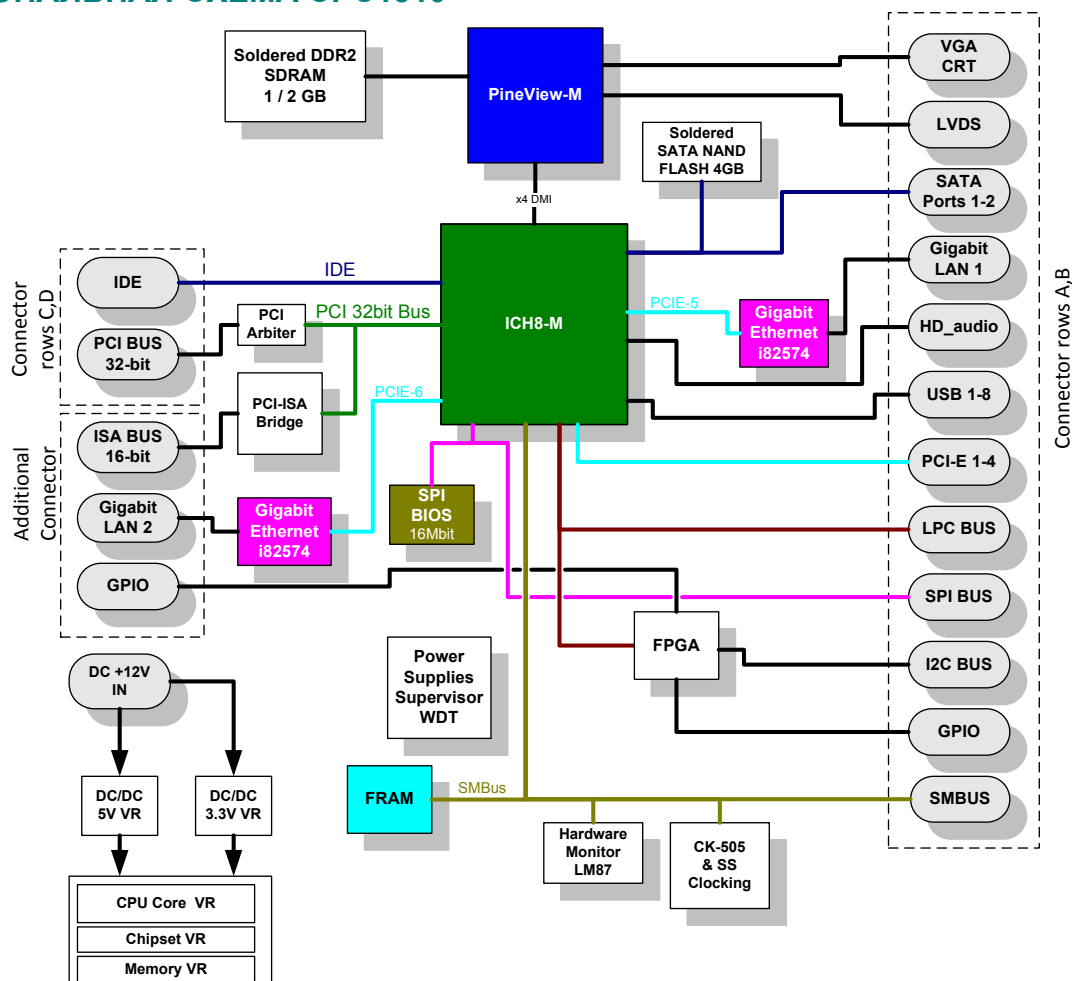 Soldered DDR2
SDRAM
1 / 2 GB
PineView-M
VGA
CRT
LVDS
Soldered
SATA NAND
FLASH 4GB
SATA
Ports 1-2
x4 DMI
Gigabit
LAN 1
IDE
IDE
PCI
Arbiter
PCI 32bit Bus
PCI BUS
32-bit
Connector
rows C,D
ICH8-M
PCIE-5
Gigabit
Ethernet
i82574
HD_audio
USB 1-8
Connector rows A,B
PCI-ISA
Bridge
PCIE-6
ISA BUS
16-bit
Additional
Connector
Gigabit
LAN 2
Gigabit
Ethernet
i82574
SPI
BIOS
16Mbit
PCI-E 1-4
LPC BUS
GPIO
SPI BUS
FPGA
I2C BUS
GPIO
Power
Supplies
Supervisor
WDT
DC +12V
IN
DC/DC
5V VR
DC/DC
3.3V VR
FRAM
SMBus
SMBUS
Hardware
Monitor
LM87
CK-505
& SS
Clocking
CPU Core VR
Chipset VR
Memory VR